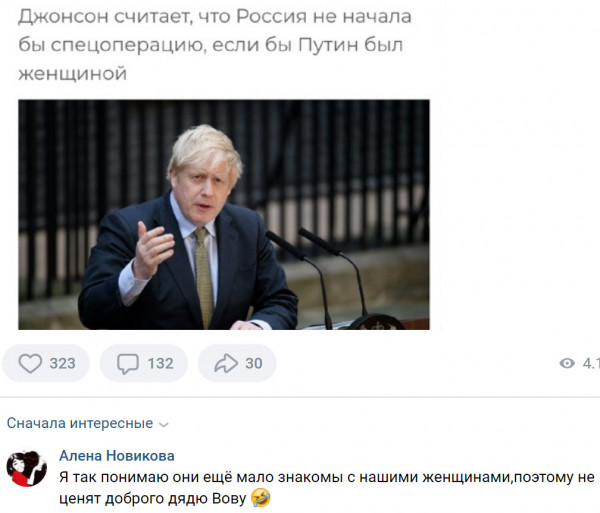 Джонсон считает, что Россия не начала
бы спецоперацию, если бы Путин был
женщиной
323 132 30 4.1
Сначала интересные
Алена Новикова
Я так понимаю они ещё мало знакомы с нашими женщинами,поэтому не
ценят доброго дядю Вову 🤣